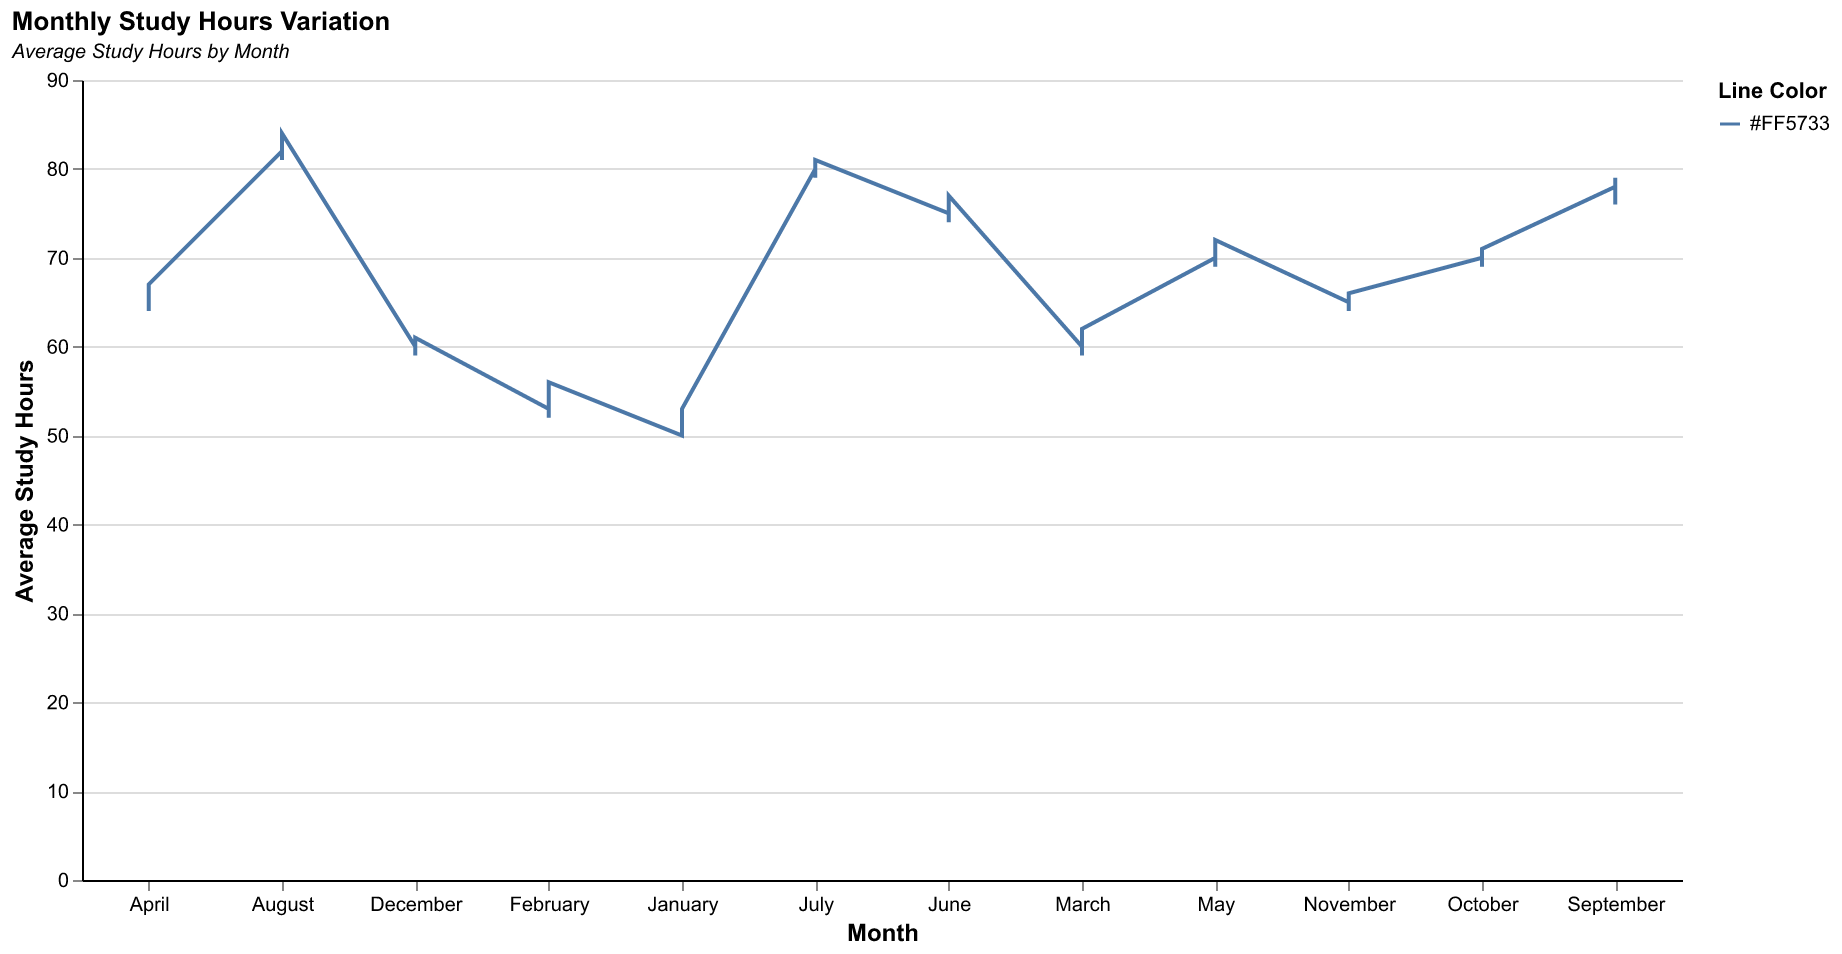 Monthly Study Hours Variation
Average Study Hours by Month
90
80
70
60
50
40
30
20
10
0
Average Study Hours
April August December February January July June March May November October September
Month
Line Color
#FF5733